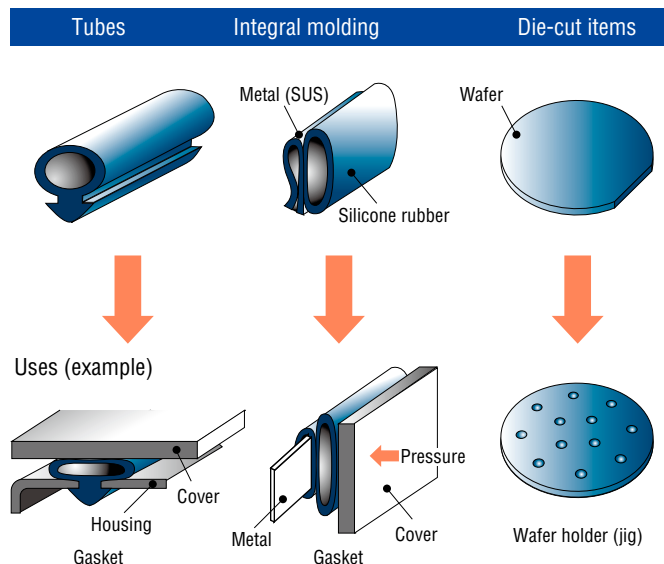 Tubes
Integral molding
Die-cut items
Metal (SUS)
Wafer
Silicone rubber
Uses (example)
Pressure
Cover
Housing
Metal
Cover
Gasket
Gasket
Wafer holder (jig)